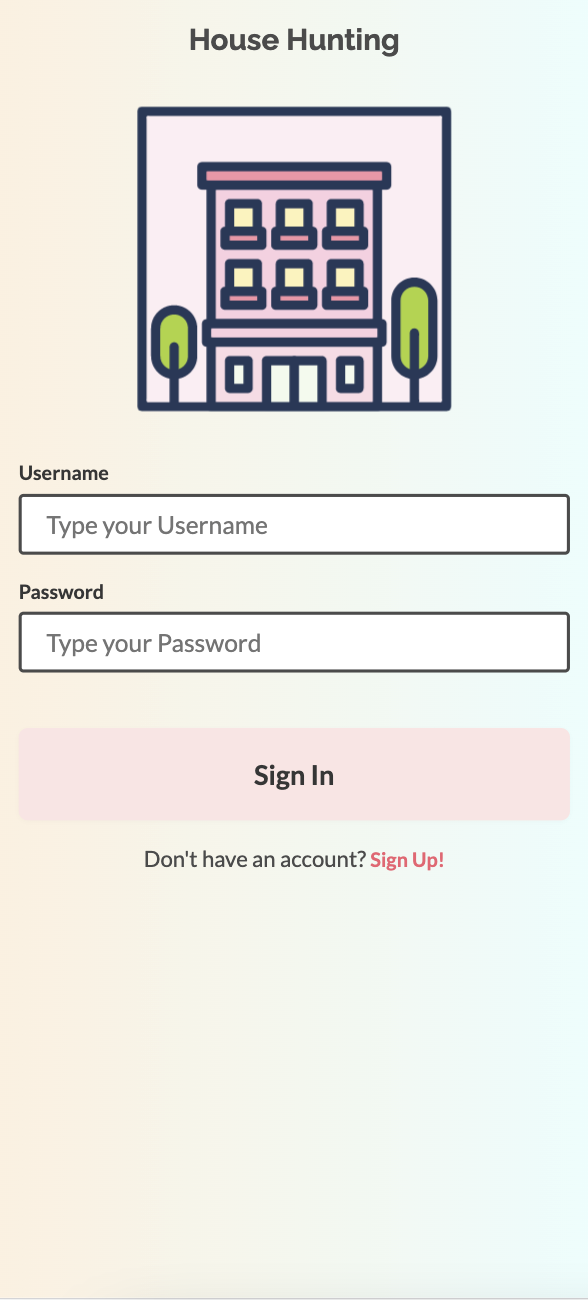 House Hunting
Username
Type your Username
Password
Type your Password
Sign In
Don't have an account? Sign Up!